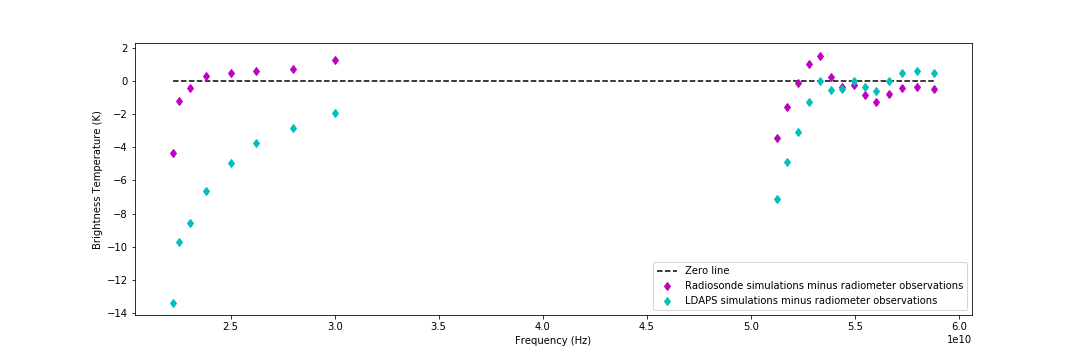 2
0
−2
−4
−6
−8
−10
−12
−14
Brightness Temperature (K)
Zero line
Radiosonde simulations minus radiometer observations
LDAPS simulations minus radiometer observations
2.5 3.0 3.5 4.0 4.5 5.0 5.5 6.0
1e10
Frequency (Hz)